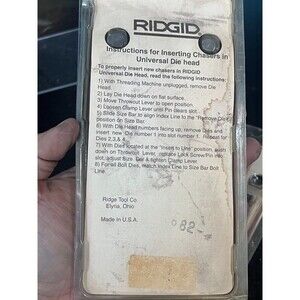 RIDGID
Instructions for Inserting Chasers in
Universal Die head
To properly insert new chasers in RIDGID
Universal Die Head, read the following instructions:
1) With Threading Machine unplugged, remove Die
Head.
2) Lay Die Head down on flat surface.
3) Move Throwout Lever to open position.
4) Loosen Clamp Lever until Pin clears slot.
5) Slide Size Bar to align Index Line to the "Remove Dies"
Position on Size Bar.
6) With Die Head numbers facing up, remove Dies and
Insert new Die number 1 into slot number 1. Repeat for
Dies 2,3,& 4.
7) With Dies located at the "Insert to Line" position, switch
down on Throwout Lever, replace Lock Screw/Pin into
slot, adjust Size Bar & tighten Clamp Lever.
8) For all Bolt Dies, match Index Line to Size Bar Bolt
Line.
Ridge Tool Co.
Elyria, Ohio
Made in U.S.A.
82-